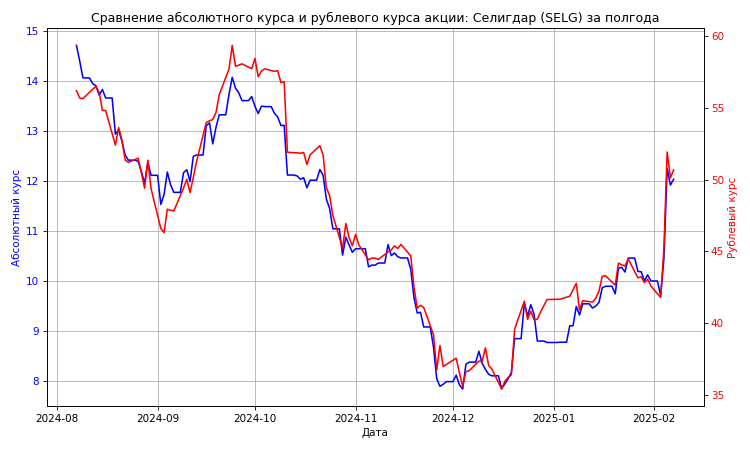 Сравнение абсолютного курса и рублевого курса акции: Селигдар (SELG) за полгода
15
14
13
12
11
10
9
8
Абсолютный курс
60
55
50
45
40
35
Рублевый курс
2024-08 2024-09 2024-10 2024-11 2024-12 2025-01 2025-02
Дата